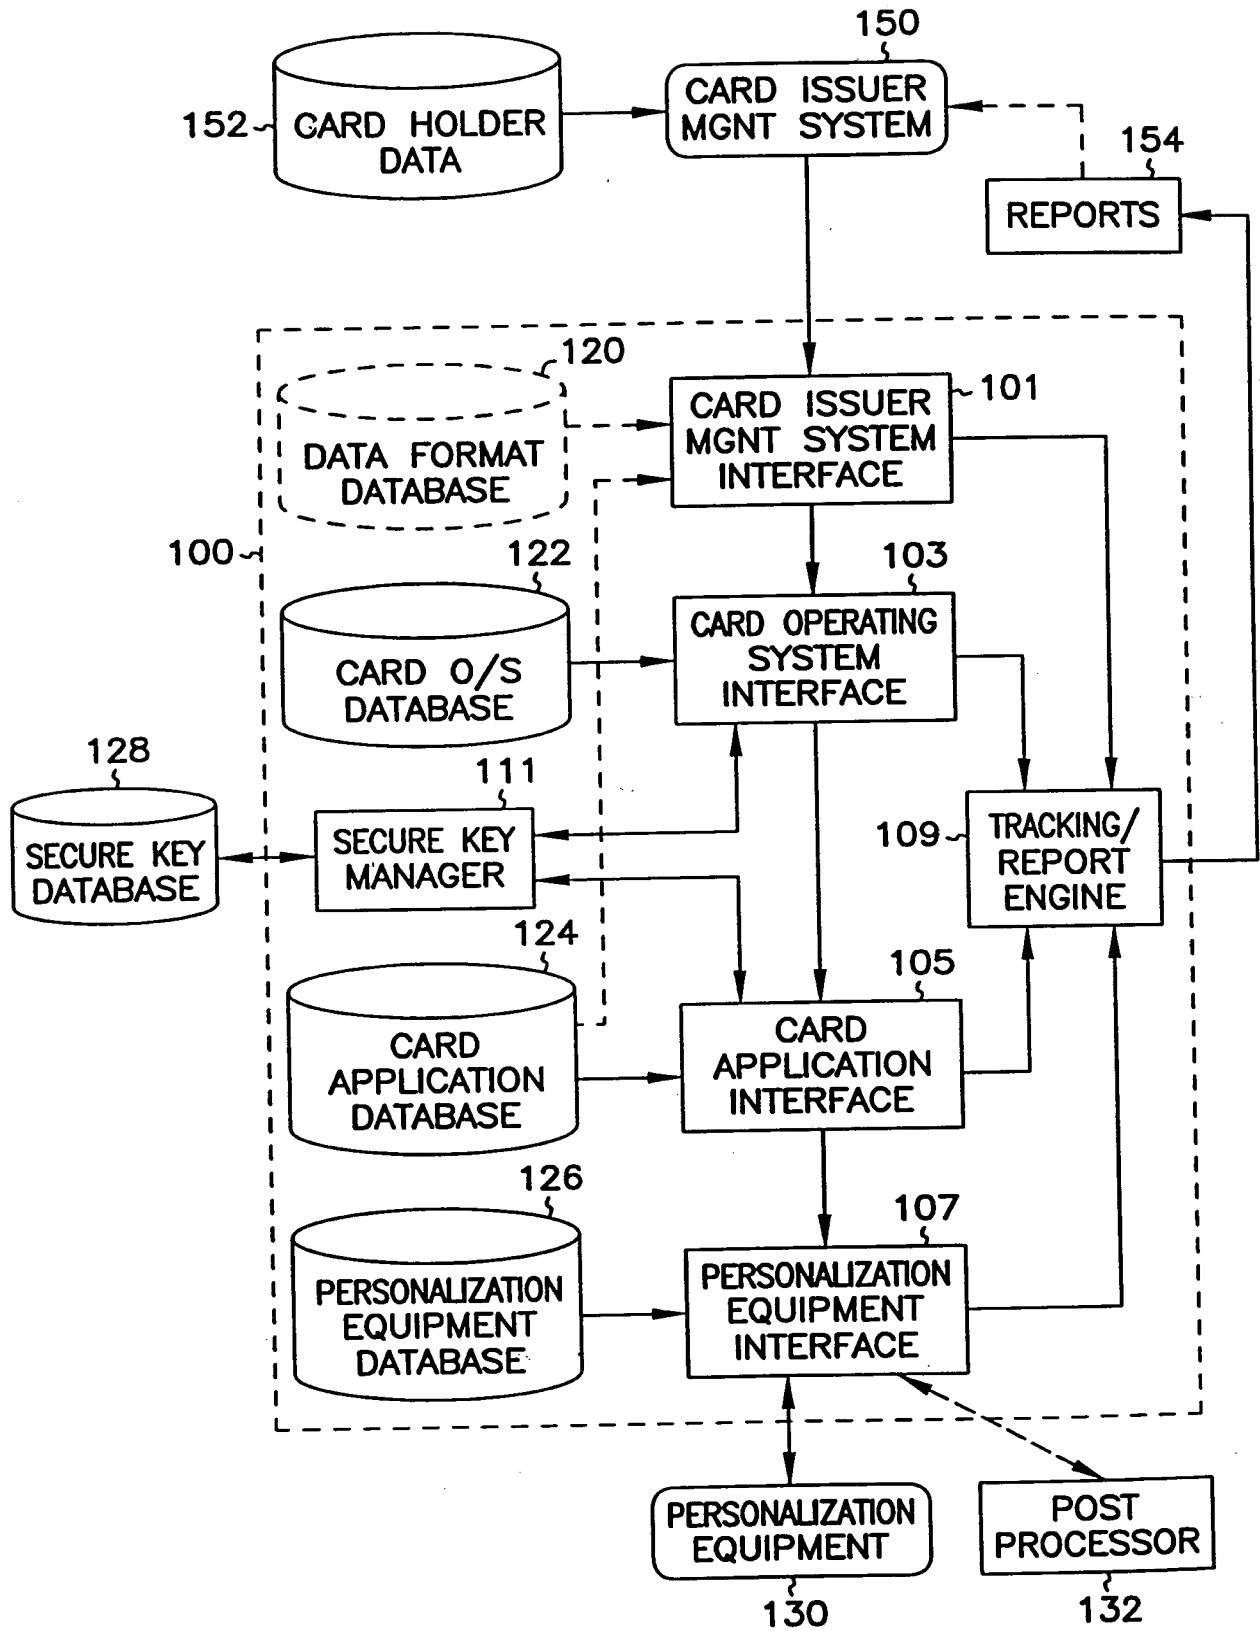 150
CARD ISSUER
MGNT SYSTEM
152
CARD HOLDER
DATA
154
REPORTS
120
DATA FORMAT
DATABASE
101
CARD ISSUER
MGNT SYSTEM
INTERFACE
100
122
CARD O/S
DATABASE
103
CARD OPERATING
SYSTEM
INTERFACE
128
SECURE KEY
DATABASE
111
SECURE KEY
MANAGER
109
TRACKING/
REPORT
ENGINE
124
CARD
APPLICATION
DATABASE
105
CARD
APPLICATION
INTERFACE
126
PERSONALIZATION
EQUIPMENT
DATABASE
107
PERSONALIZATION
EQUIPMENT
INTERFACE
PERSONALIZATION
EQUIPMENT
130
POST
PROCESSOR
132